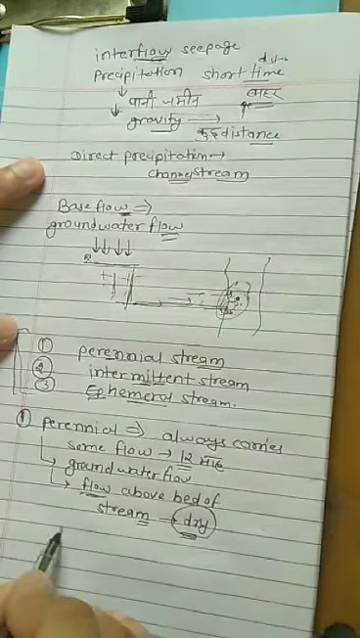 interflow seepage
Precipitation short time
↓ पानी जमीन बाहर
↓ gravity → कुछ distance
Direct precipitation →
channel stream
Base flow ⇒
groundwater flow
↓↓↓↓
① perennial stream
② intermittent stream
③ Ephemeral stream.
① perennial ⇒ always carries
some flow → 12 माह
groundwater flow
flow above bed of
stream → dry